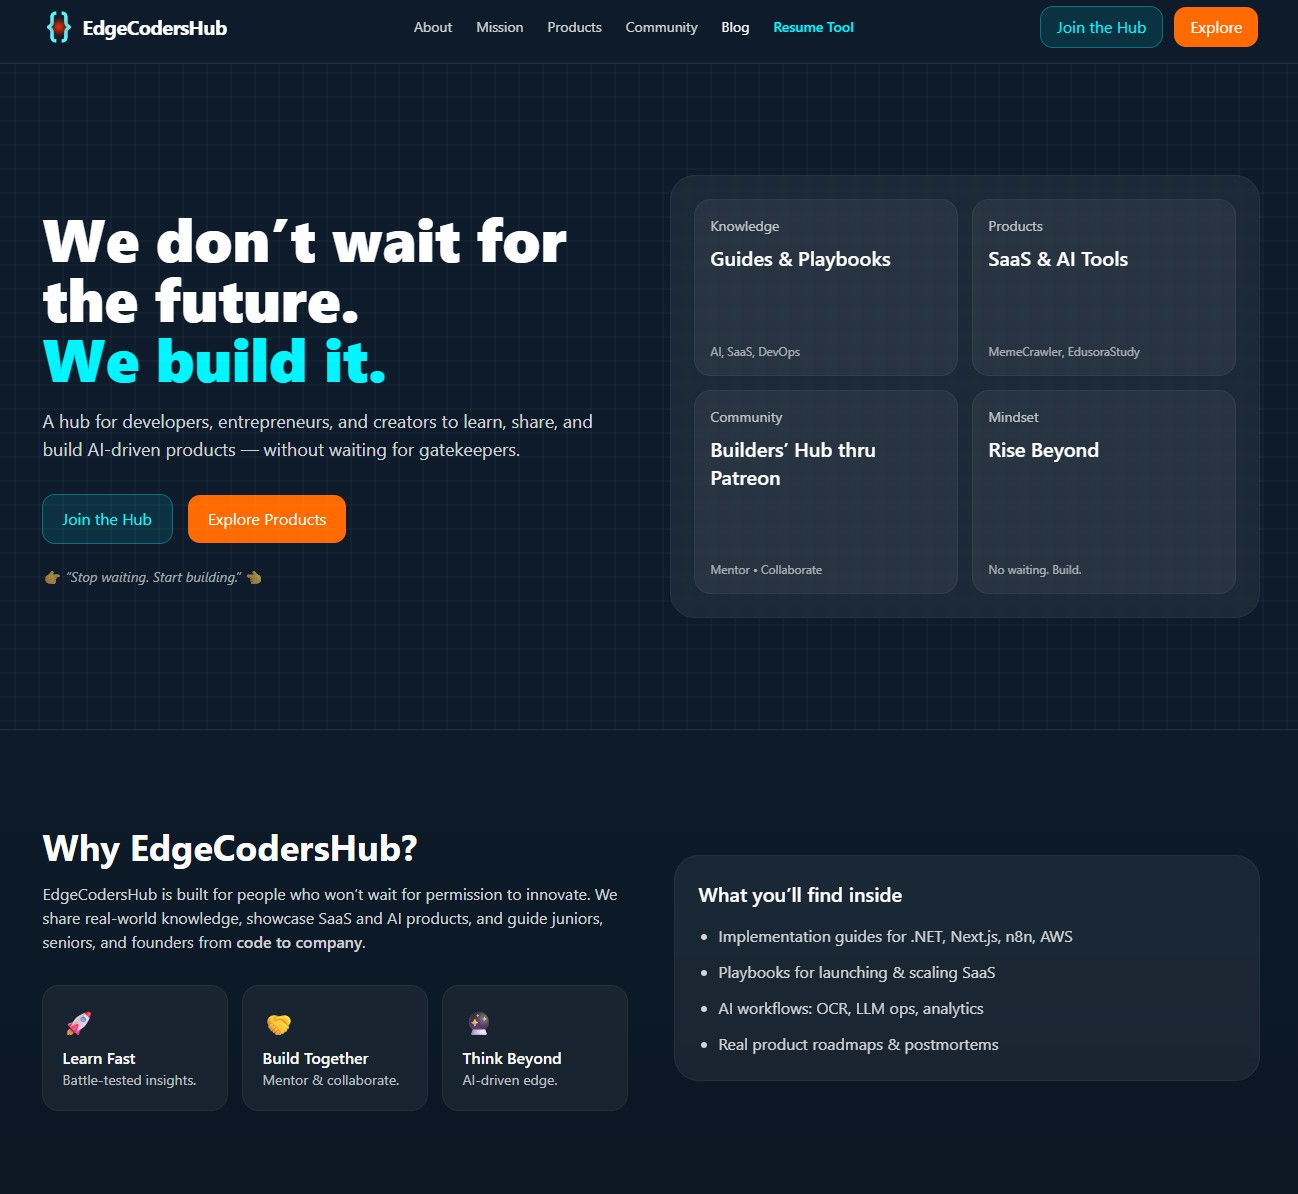 EdgeCodersHub
About
Mission
Products
Community
Blog
Resume Tool
Join the Hub
Explore
We don’t wait for
the future.
We build it.
A hub for developers, entrepreneurs, and creators to learn, share, and
build AI-driven products — without waiting for gatekeepers.
Join the Hub
Explore Products
“Stop waiting. Start building.”
Knowledge
Guides & Playbooks
AI, SaaS, DevOps
Products
SaaS & AI Tools
MemeCrawler, EdusoraStudy
Community
Builders’ Hub thru
Patreon
Mentor • Collaborate
Mindset
Rise Beyond
No waiting. Build.
Why EdgeCodersHub?
EdgeCodersHub is built for people who won’t wait for permission to innovate. We
share real-world knowledge, showcase SaaS and AI products, and guide juniors,
seniors, and founders from code to company.
Learn Fast
Battle-tested insights.
Build Together
Mentor & collaborate.
Think Beyond
AI-driven edge.
What you’ll find inside
• Implementation guides for .NET, Next.js, n8n, AWS
• Playbooks for launching & scaling SaaS
• AI workflows: OCR, LLM ops, analytics
• Real product roadmaps & postmortems